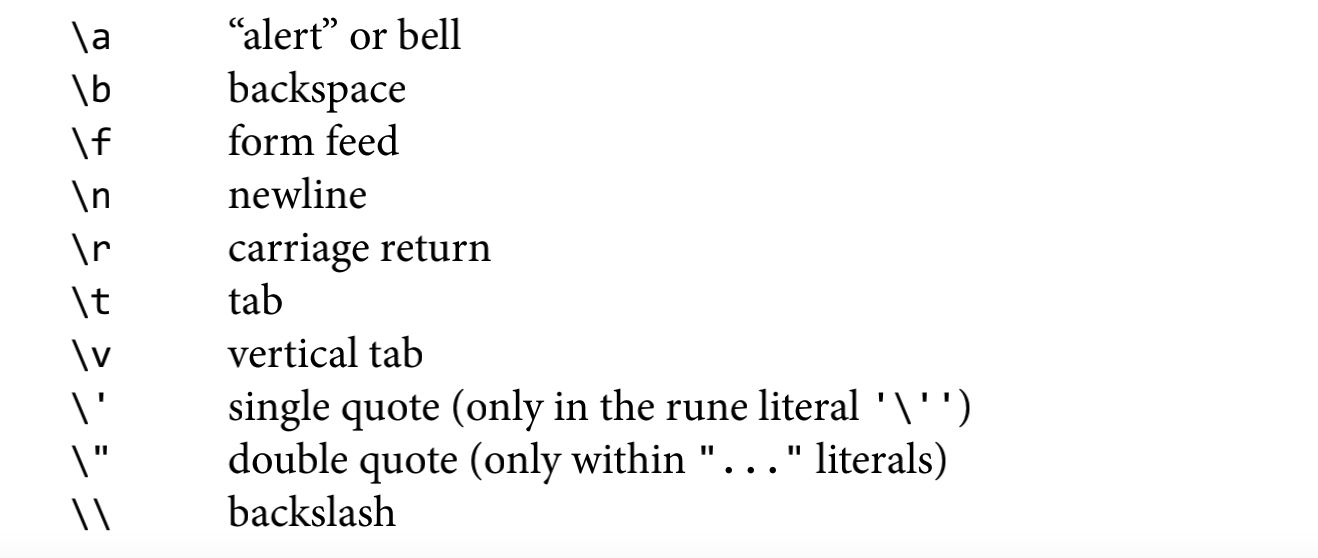 \a “alert” or bell
\b backspace
\f form feed
\n newline
\r carriage return
\t tab
\v vertical tab
\' single quote (only in the rune literal '\'')
\" double quote (only within "..." literals)
\\ backslash